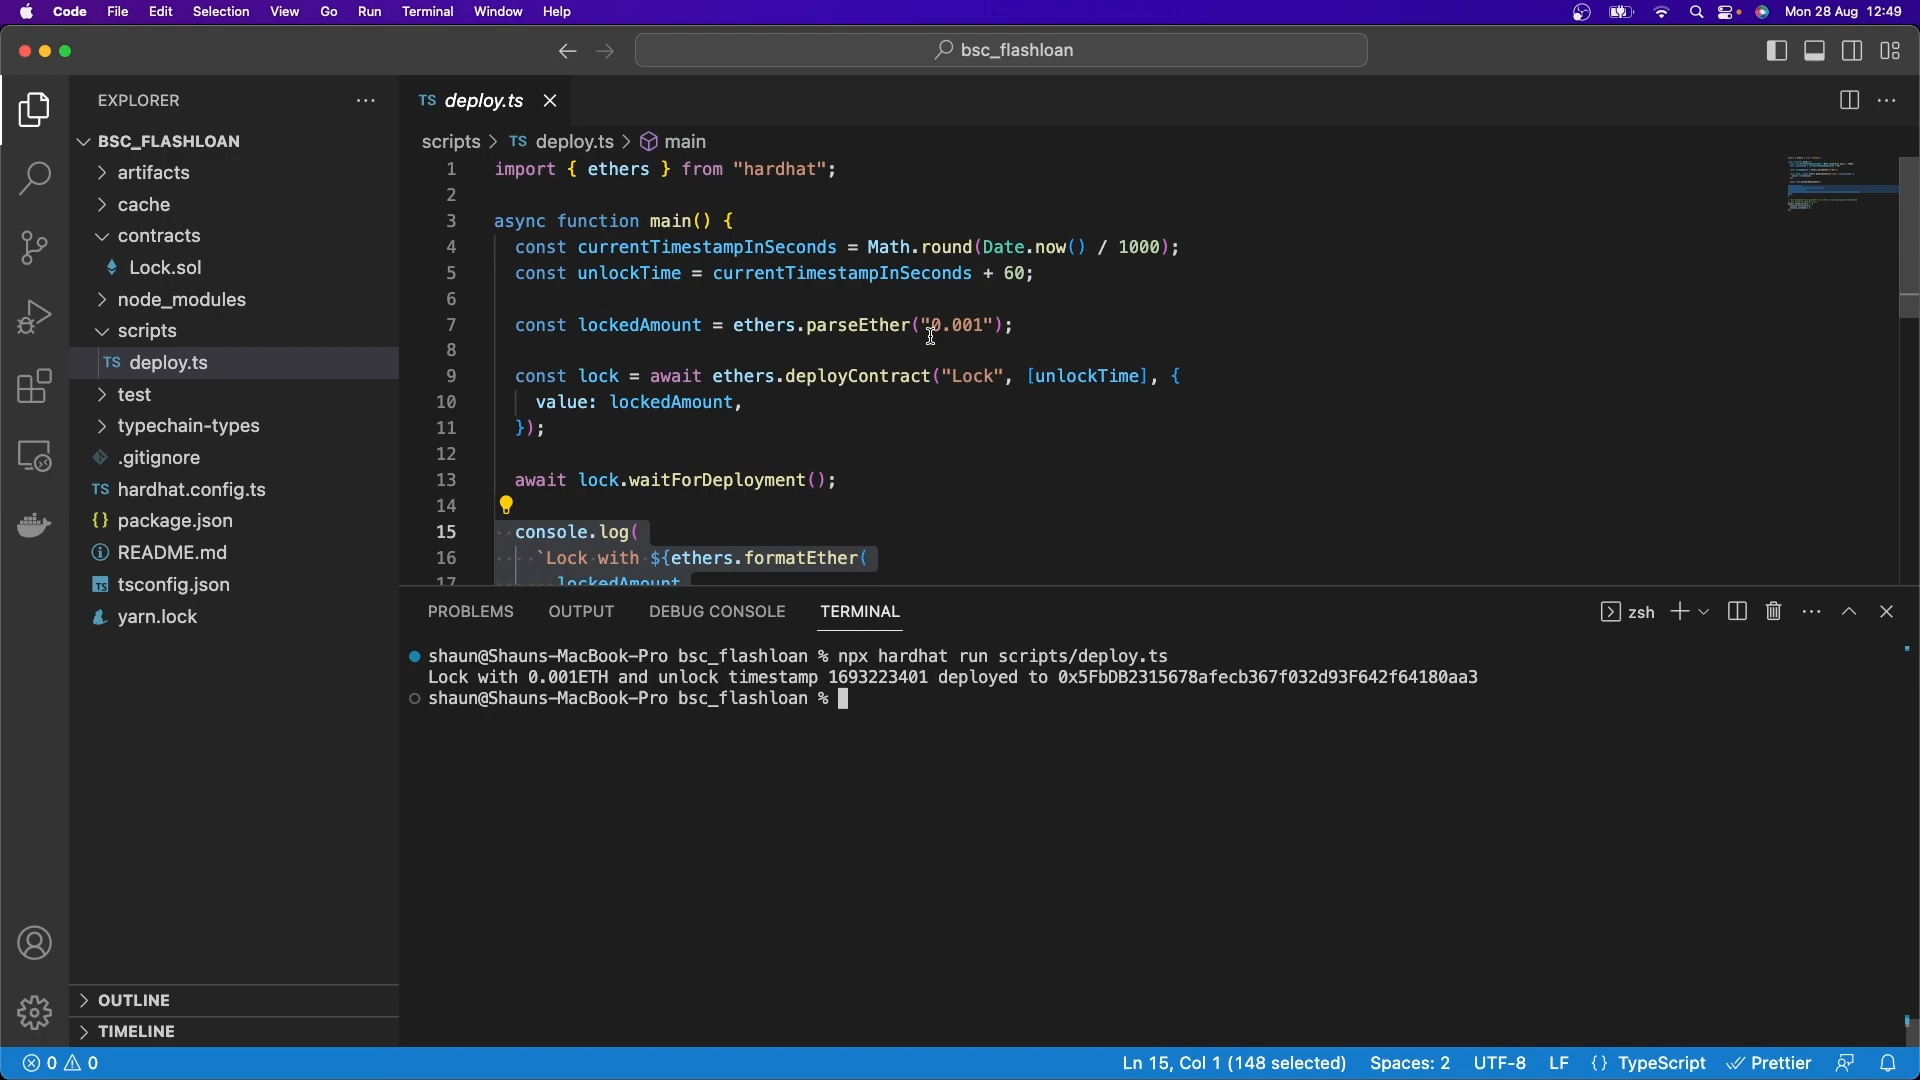 Code File Edit Selection View Go Run Terminal Window Help
Mon 28 Aug 12:49
bsc_flashloan
EXPLORER
BSC_FLASHLOAN
artifacts
cache
contracts
Lock.sol
node_modules
scripts
TS deploy.ts
test
typechain-types
.gitignore
TS hardhat.config.ts
{} package.json
README.md
TS tsconfig.json
yarn.lock
OUTLINE
TIMELINE
TS deploy.ts
scripts > TS deploy.ts > main
1 import { ethers } from "hardhat";
2
3 async function main() {
4 const currentTimestampInSeconds = Math.round(Date.now() / 1000);
5 const unlockTime = currentTimestampInSeconds + 60;
6
7 const lockedAmount = ethers.parseEther("0.001");
8
9 const lock = await ethers.deployContract("Lock", [unlockTime], {
10 value: lockedAmount,
11 });
12
13 await lock.waitForDeployment();
14
15 console.log(
16 `Lock with ${ethers.formatEther(
17 lockedAmount
PROBLEMS OUTPUT DEBUG CONSOLE TERMINAL
zsh
shaun@Shauns-MacBook-Pro bsc_flashloan % npx hardhat run scripts/deploy.ts
Lock with 0.001ETH and unlock timestamp 1693223401 deployed to 0x5FbDB2315678afecb367f032d93F642f64180aa3
shaun@Shauns-MacBook-Pro bsc_flashloan %
0 0
Ln 15, Col 1 (148 selected) Spaces: 2 UTF-8 LF {} TypeScript Prettier